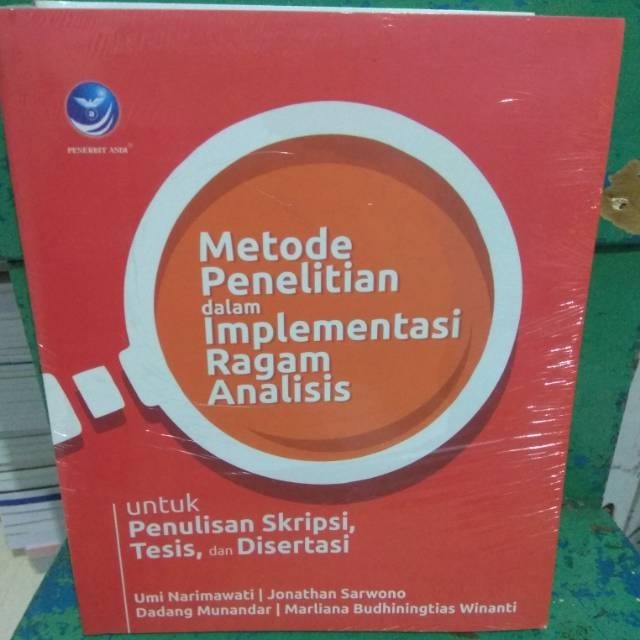 PENERBIT ANDI
Metode
Penelitian
dalam
Implementasi
Ragam
Analisis
untuk
Penulisan Skripsi,
Tesis, dan Disertasi
Umi Narimawati | Jonathan Sarwono
Dadang Munandar | Marliana Budhiningtias Winanti